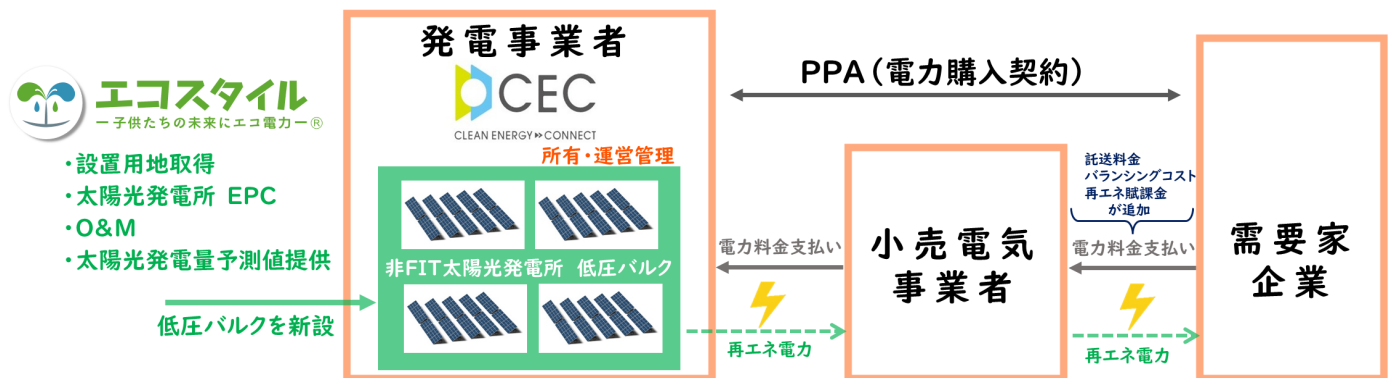 エコスタイル
ー子供たちの未来にエコ電力ー®
・設置用地取得
・太陽光発電所 EPC
・O&M
・太陽光発電量予測値提供
低圧バルクを新設
発電事業者
CEC
CLEAN ENERGY CONNECT
所有・運営管理
非FIT太陽光発電所 低圧バルク
PPA(電力購入契約)
電力料金支払い
再エネ電力
小売電気
事業者
託送料金
バランシングコスト
再エネ賦課金
が追加
電力料金支払い
再エネ電力
需要家
企業